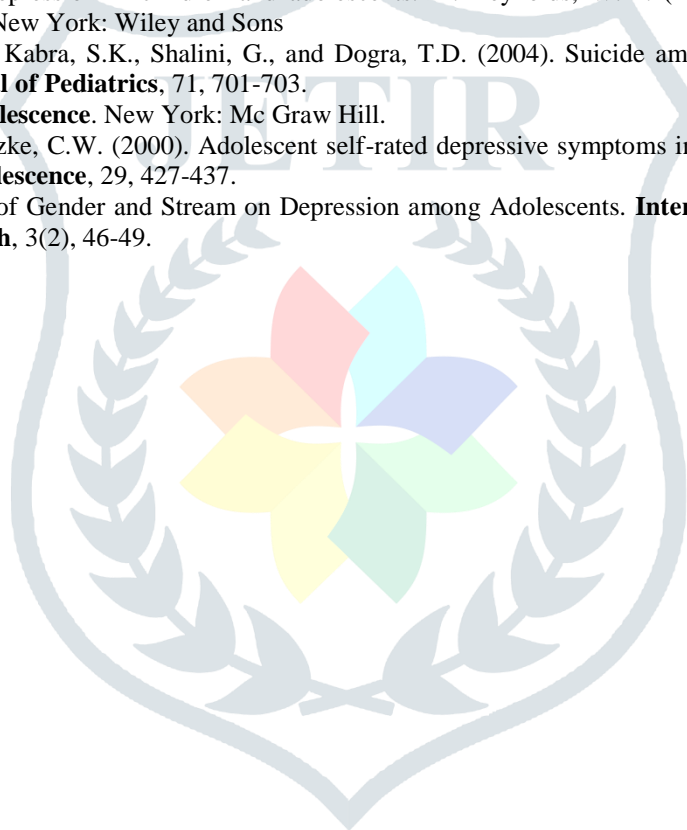 New York: Wiley and Sons
Kabra, S.K., Shalini, G., and Dogra, T.D. (2004). Suicide am
l of Pediatrics, 71, 701-703.
lescence. New York: Mc Graw Hill.
zke, C.W. (2000). Adolescent self-rated depressive symptoms i
lescence, 29, 427-437.
of Gender and Stream on Depression among Adolescents. Inter
h, 3(2), 46-49.
JETIR